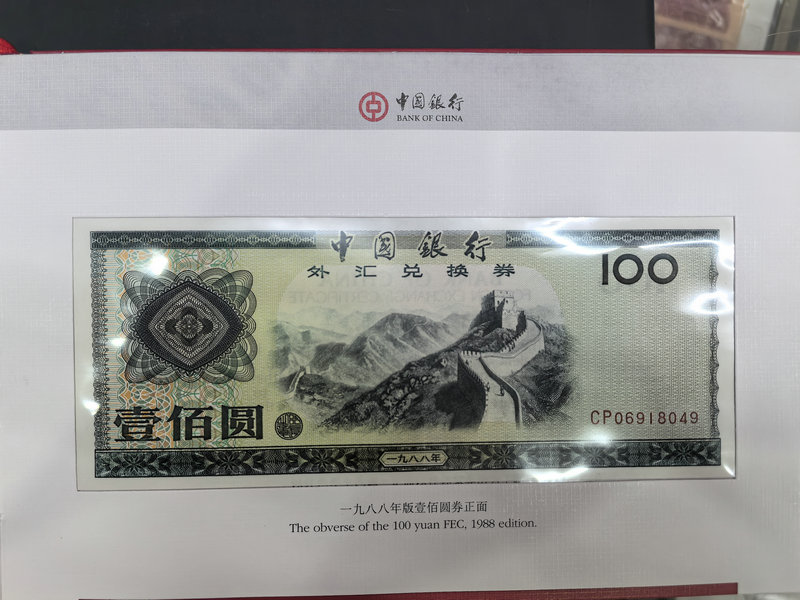 中国銀行
BANK OF CHINA
中国銀行
外汇兑换券
100
壹佰圆
CP06918049
一九八八年
一九八八年版壹佰圆券正面
The obverse of the 100 yuan FEC, 1988 edition.